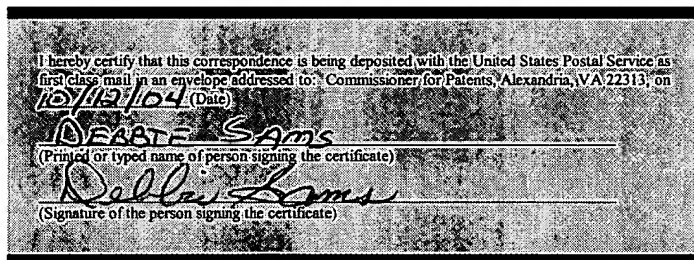 I hereby certify that this correspondence is being deposited with the United States Postal Service as
first class mail in an envelope addressed to: Commissioner for Patents, Alexandria, VA 22313, on
10/12/04 (Date)
DEBBIE SAMS
(Printed or typed name of person signing the certificate)
Debbie Sams
(Signature of the person signing the certificate)